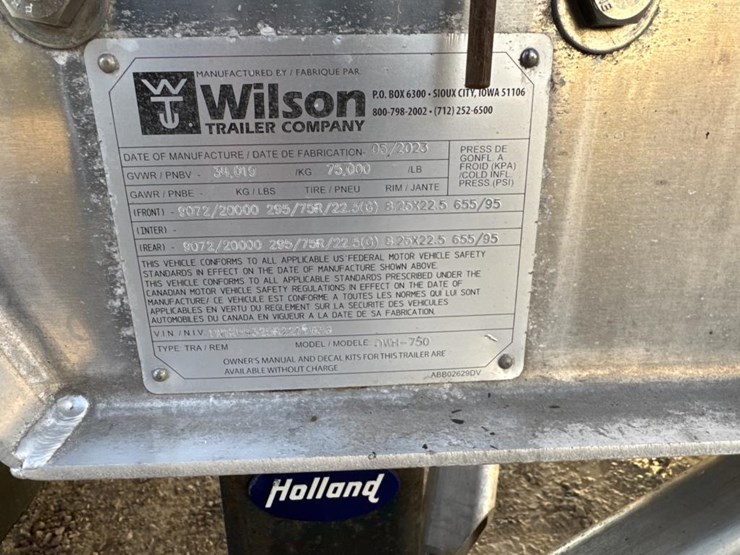 MANUFACTURED BY / FABRIQUE PAR:
Wilson
TRAILER COMPANY
P.O. BOX 6300 • SIOUX CITY, IOWA 51106
800-798-2002 • (712) 252-6500
DATE OF MANUFACTURE / DATE DE FABRICATION- 05/2023
GVWR / PNBV - 34,019 /KG 75,000 /LB
GAWR / PNBE - KG / LBS TIRE / PNEU RIM / JANTE
PRESS DE
GONFL A
FROID (KPA)
/COLD INFL
PRESS (PSI)
(FRONT) - 9072/20000 295/75R/22.5(G) 8.25X22.5 655/95
(INTER) -
(REAR) - 9072/20000 295/75R/22.5(G) 8.25X22.5 655/95
THIS VEHICLE CONFORMS TO ALL APPLICABLE US FEDERAL MOTOR VEHICLE SAFETY
STANDARDS IN EFFECT ON THE DATE OF MANUFACTURE SHOWN ABOVE.
THIS VEHICLE CONFORMS TO ALL APPLICABLE STANDARDS PRESCRIBED UNDER THE
CANADIAN MOTOR VEHICLE SAFETY REGULATIONS IN EFFECT ON THE DATE OF
MANUFACTURE/ CE VEHICULE EST CONFORME A TOUTES LES NORMES QUI LUI SONT
APPLICABLES EN VERTU DU REGLEMENT SUR LA SECURITE DES VEHICULES
AUTOMOBILES DU CANADA EN VIGUEUR A LA DATE DE SA FABRICATION.
V.I.N. / N.I.V.
TYPE: TRA / REM MODEL / MODELE DWH-750
OWNER'S MANUAL AND DECAL KITS FOR THIS TRAILER ARE
AVAILABLE WITHOUT CHARGE
ABB02629DV
Holland